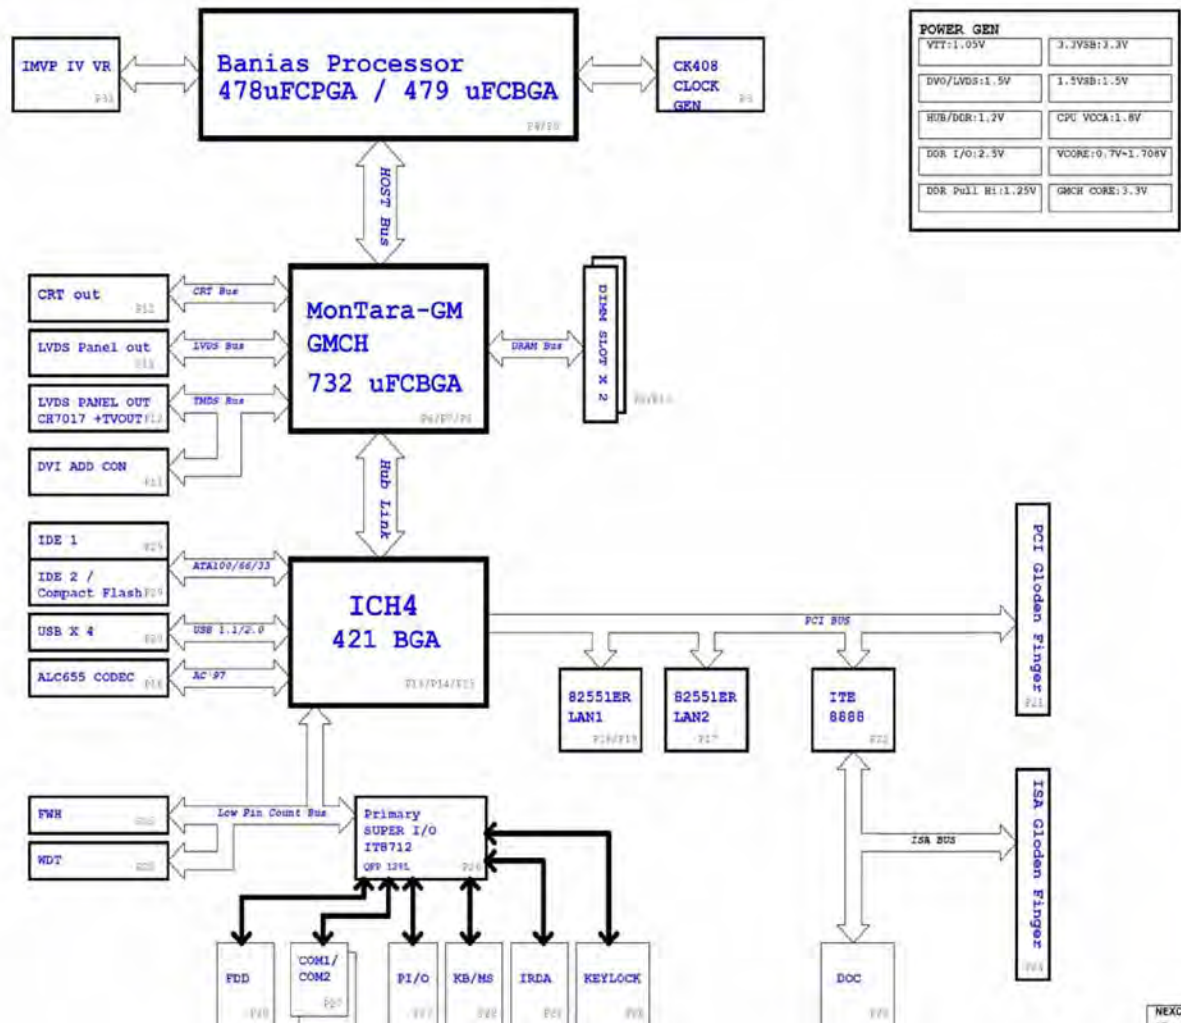 IMVP IV VR
Banias Processor
478uFCPGA / 479 uFCBGA
CK408
CLOCK
GEN
POWER GEN
VTT:1.05V
3.3VSB:3.3V
DVO/LVDS:1.5V
1.5VSB:1.5V
HUB/DDR:1.2V
CPU VCCA:1.8V
DDR I/O:2.5V
VCORE:0.7V~1.708V
DDR Pull Hi:1.25V
GMCH CORE:3.3V
HOST Bus
CRT out
CRT Bus
LVDS Panel out
LVDS Bus
LVDS PANEL OUT
CH7017 +TVOUT
TMDS Bus
DVI ADD CON
MonTara-GM
GMCH
732 uFCBGA
DRAM Bus
DIMM SLOT X 2
Hub Link
IDE 1
IDE 2 /
Compact Flash
ATA100/66/33
USB X 4
USB 1.1/2.0
ALC655 CODEC
AC 97
ICH4
421 BGA
PCI BUS
PCI Gloden Finger
82551ER
LAN1
82551ER
LAN2
P17
ITE
8888
FWH
WDT
Low Pin Count Bus
Primary
SUPER I/O
IT8712
ISA BUS
ISA Gloden Finger
FDD
COM1/
COM2
PI/O
KB/MS
IRDA
KEYLOCK
DOC
NEXC